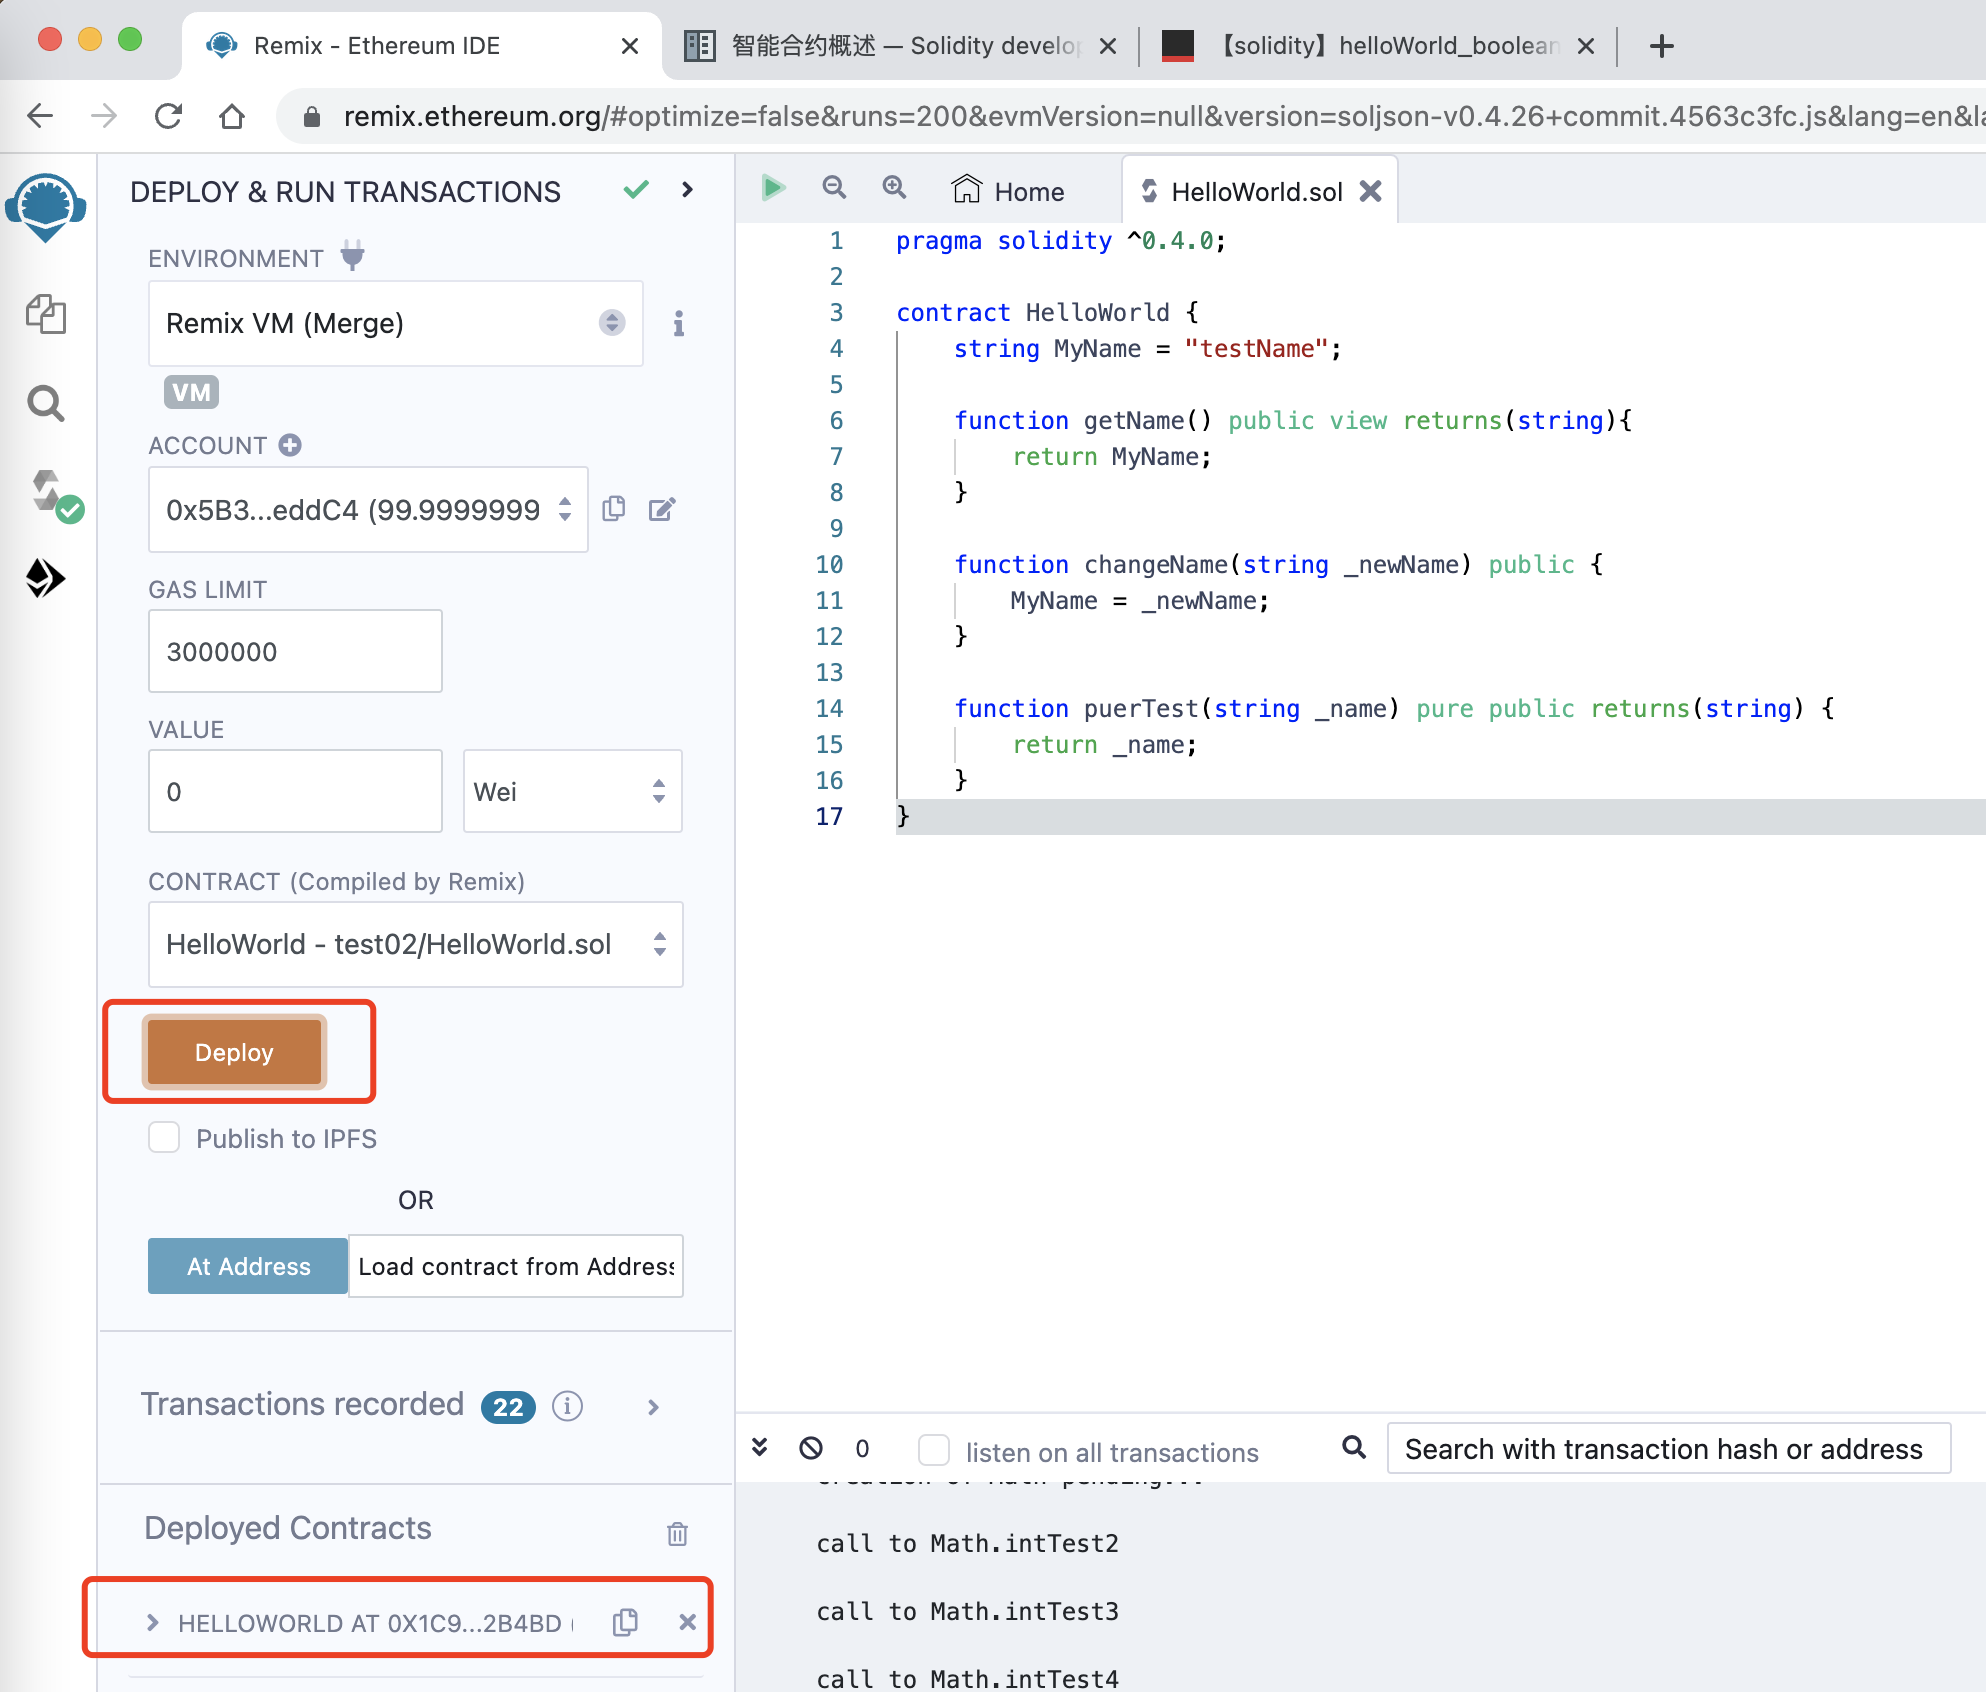 Remix - Ethereum IDE
智能合约概述 — Solidity develop
【solidity】helloWorld_boolean
remix.ethereum.org/#optimize=false&runs=200&evmVersion=null&version=soljson-v0.4.26+commit.4563c3fc.js&lang=en&la
DEPLOY & RUN TRANSACTIONS
ENVIRONMENT
Remix VM (Merge)
VM
ACCOUNT
0x5B3...eddC4 (99.9999999
GAS LIMIT
3000000
VALUE
0
Wei
CONTRACT (Compiled by Remix)
HelloWorld - test02/HelloWorld.sol
Deploy
Publish to IPFS
OR
At Address
Load contract from Address
Transactions recorded 22
Deployed Contracts
HELLOWORLD AT 0X1C9...2B4BD (
Home
HelloWorld.sol
1 pragma solidity ^0.4.0;
2
3 contract HelloWorld {
4 string MyName = "testName";
5
6 function getName() public view returns(string){
7 return MyName;
8 }
9
10 function changeName(string _newName) public {
11 MyName = _newName;
12 }
13
14 function puerTest(string _name) pure public returns(string) {
15 return _name;
16 }
17 }
0
listen on all transactions
Search with transaction hash or address
creation of Math pending...
call to Math.intTest2
call to Math.intTest3
call to Math.intTest4